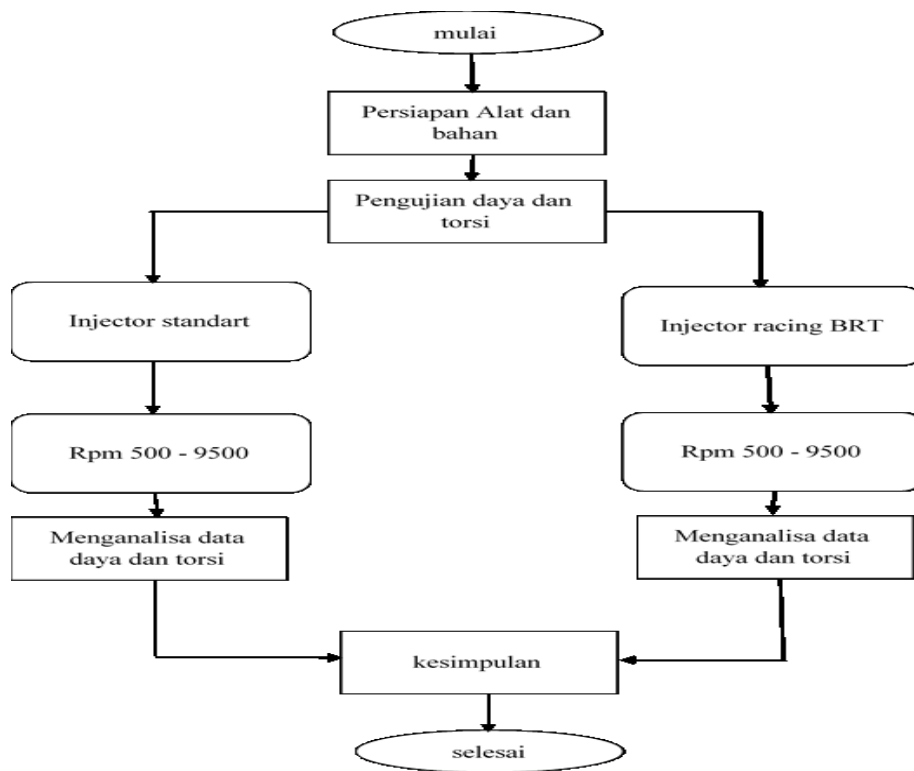 mulai
Persiapan Alat dan
bahan
Pengujian daya dan
torsi
Injector standart
Injector racing BRT
Rpm 500 - 9500
Rpm 500 - 9500
Menganalisa data
daya dan torsi
Menganalisa data
daya dan torsi
kesimpulan
selesai